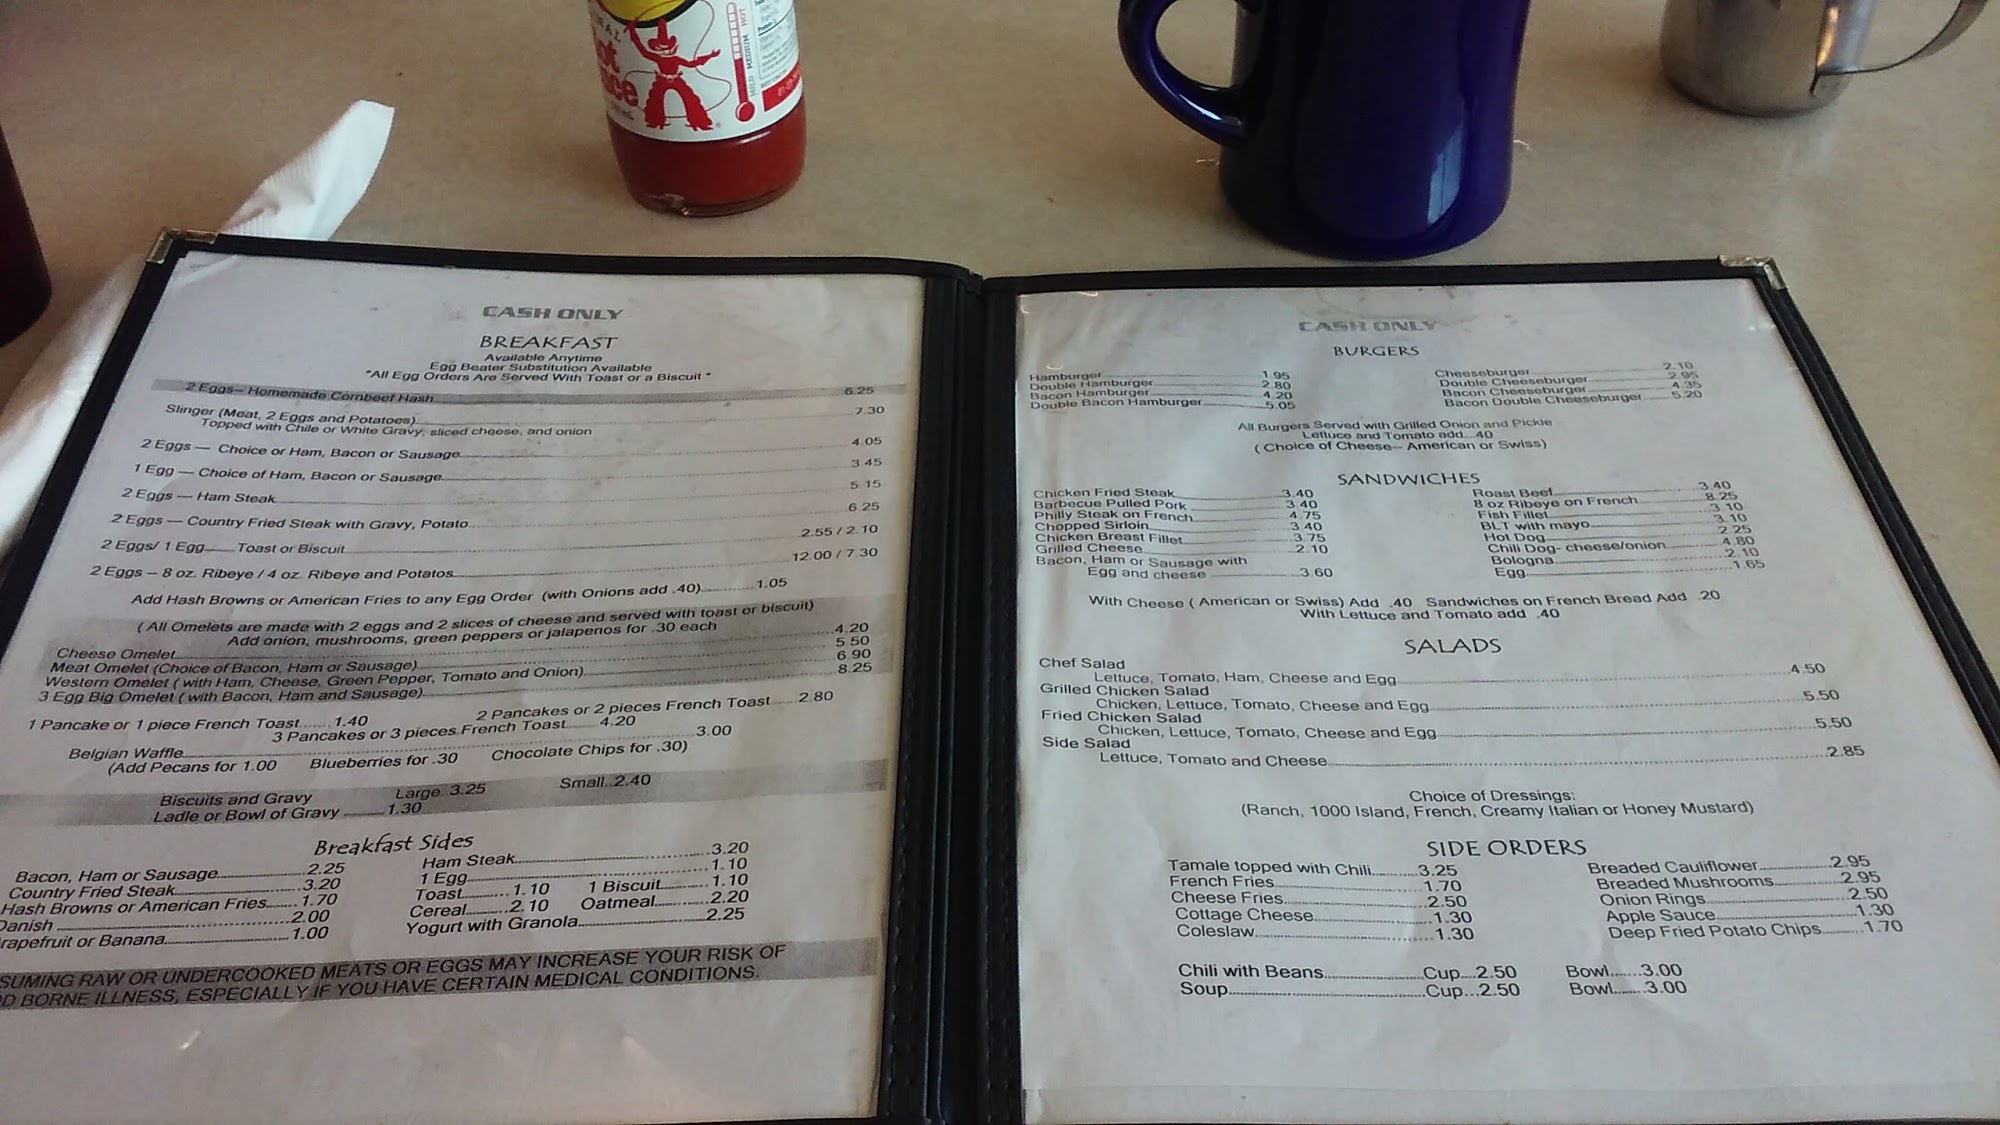 Hot
MILD MEDIUM HOT
CASH ONLY
BREAKFAST
Available Anytime
Egg Beater Substitution Available
"All Egg Orders Are Served With Toast or a Biscuit "
2 Eggs-- Homemade Cornbeef Hash 6.25
Slinger (Meat, 2 Eggs and Potatoes) 7.30
Topped with Chile or White Gravy, sliced cheese, and onion
2 Eggs — Choice or Ham, Bacon or Sausage 4.05
1 Egg — Choice of Ham, Bacon or Sausage 3.45
2 Eggs — Ham Steak 5.15
2 Eggs — Country Fried Steak with Gravy, Potato 6.25
2 Eggs/ 1 Egg Toast or Biscuit 2.55 / 2.10
2 Eggs – 8 oz. Ribeye / 4 oz. Ribeye and Potatos 12.00 / 7.30
Add Hash Browns or American Fries to any Egg Order (with Onions add .40) 1.05
( All Omelets are made with 2 eggs and 2 slices of cheese and served with toast or biscuit)
Add onion, mushrooms, green peppers or jalapenos for .30 each
Cheese Omelet 4.20
Meat Omelet (Choice of Bacon, Ham or Sausage) 5.50
Western Omelet ( with Ham, Cheese, Green Pepper, Tomato and Onion) 6.90
3 Egg Big Omelet ( with Bacon, Ham and Sausage) 8.25
1 Pancake or 1 piece French Toast 1.40 2 Pancakes or 2 pieces French Toast 2.80
3 Pancakes or 3 pieces French Toast 4.20
Belgian Waffle 3.00
(Add Pecans for 1.00 Blueberries for .30 Chocolate Chips for .30)
Biscuits and Gravy Large 3.25 Small 2.40
Ladle or Bowl of Gravy 1.30
Breakfast Sides
Bacon, Ham or Sausage 2.25
Country Fried Steak 3.20
Hash Browns or American Fries 1.70
Danish 2.00
rapefruit or Banana 1.00
Ham Steak 3.20
1 Egg 1.10
Toast 1.10 1 Biscuit 1.10
Cereal 2.10 Oatmeal 2.20
Yogurt with Granola 2.25
SUMING RAW OR UNDERCOOKED MEATS OR EGGS MAY INCREASE YOUR RISK OF
OD BORNE ILLNESS, ESPECIALLY IF YOU HAVE CERTAIN MEDICAL CONDITIONS.
CASH ONLY
BURGERS
Hamburger 1.95
Double Hamburger 2.80
Bacon Hamburger 4.20
Double Bacon Hamburger 5.05
Cheeseburger 2.10
Double Cheeseburger 2.95
Bacon Cheeseburger 4.35
Bacon Double Cheeseburger 5.20
All Burgers Served with Grilled Onion and Pickle
Lettuce and Tomato add .40
( Choice of Cheese-- American or Swiss)
SANDWICHES
Chicken Fried Steak 3.40
Barbecue Pulled Pork 3.40
Philly Steak on French 4.75
Chopped Sirloin 3.40
Chicken Breast Fillet 3.75
Grilled Cheese 2.10
Bacon, Ham or Sausage with
Egg and cheese 3.60
Roast Beef 3.40
8 oz Ribeye on French 8.25
Fish Fillet 3.10
BLT with mayo 3.10
Hot Dog 2.25
Chili Dog- cheese/onion 4.80
Bologna 2.10
Egg 1.65
With Cheese ( American or Swiss) Add .40 Sandwiches on French Bread Add .20
With Lettuce and Tomato add .40
SALADS
Chef Salad
Lettuce, Tomato, Ham, Cheese and Egg 4.50
Grilled Chicken Salad
Chicken, Lettuce, Tomato, Cheese and Egg 5.50
Fried Chicken Salad
Chicken, Lettuce, Tomato, Cheese and Egg 5.50
Side Salad
Lettuce, Tomato and Cheese 2.85
Choice of Dressings:
(Ranch, 1000 Island, French, Creamy Italian or Honey Mustard)
SIDE ORDERS
Tamale topped with Chili 3.25
French Fries 1.70
Cheese Fries 2.50
Cottage Cheese 1.30
Coleslaw 1.30
Breaded Cauliflower 2.95
Breaded Mushrooms 2.95
Onion Rings 2.50
Apple Sauce 1.30
Deep Fried Potato Chips 1.70
Chili with Beans Cup 2.50 Bowl 3.00
Soup Cup 2.50 Bowl 3.00